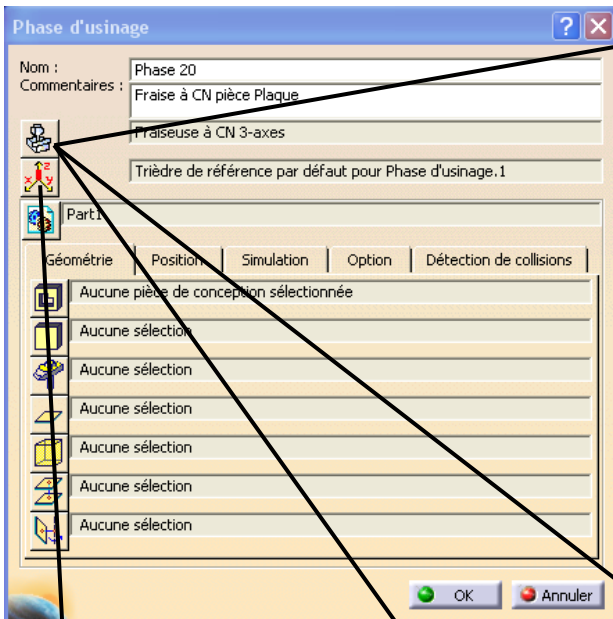 Phase d'usinage
Nom :
Phase 20
Commentaires :
Fraise à CN pièce Plaque
Fraiseuse à CN 3-axes
Trièdre de référence par défaut pour Phase d'usinage.1
Part1
Géométrie Position Simulation Option Détection de collisions
Aucune pièce de conception sélectionnée
Aucune sélection
Aucune sélection
Aucune sélection
Aucune sélection
Aucune sélection
Aucune sélection
OK Annuler